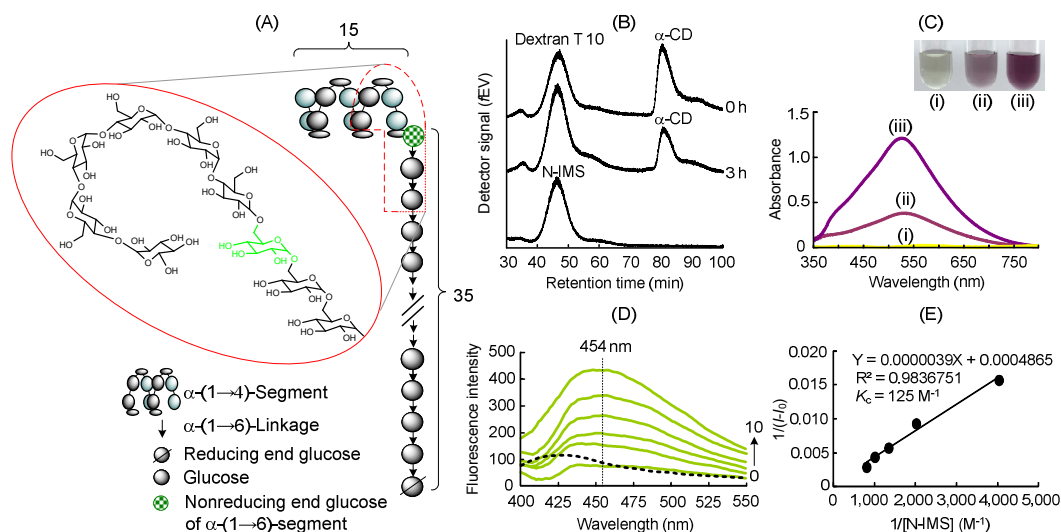 (A)
15
35
HO
OH
O
α-(1→4)-Segment
α-(1→6)-Linkage
Reducing end glucose
Glucose
Nonreducing end glucose
of α-(1→6)-segment
(B)
Dextran T 10
α-CD
0 h
α-CD
3 h
N-IMS
Detector signal (fEV)
30 40 50 60 70 80 90 100
Retention time (min)
(C)
(i) (ii) (iii)
Absorbance
1.5
1.0
0.5
0
(iii)
(ii)
(i)
350 450 550 650 750
Wavelength (nm)
(D)
454 nm
Fluorescence intensity
500
400
300
200
100
0
10
0
400 425 450 475 500 525 550
Wavelength (nm)
(E)
Y = 0.0000039X + 0.0004865
R² = 0.9836751
Kc = 125 M⁻¹
1/(I-I₀)
0.020
0.015
0.010
0.005
0
0 1,000 2,000 3,000 4,000 5,000
1/[N-IMS] (M⁻¹)